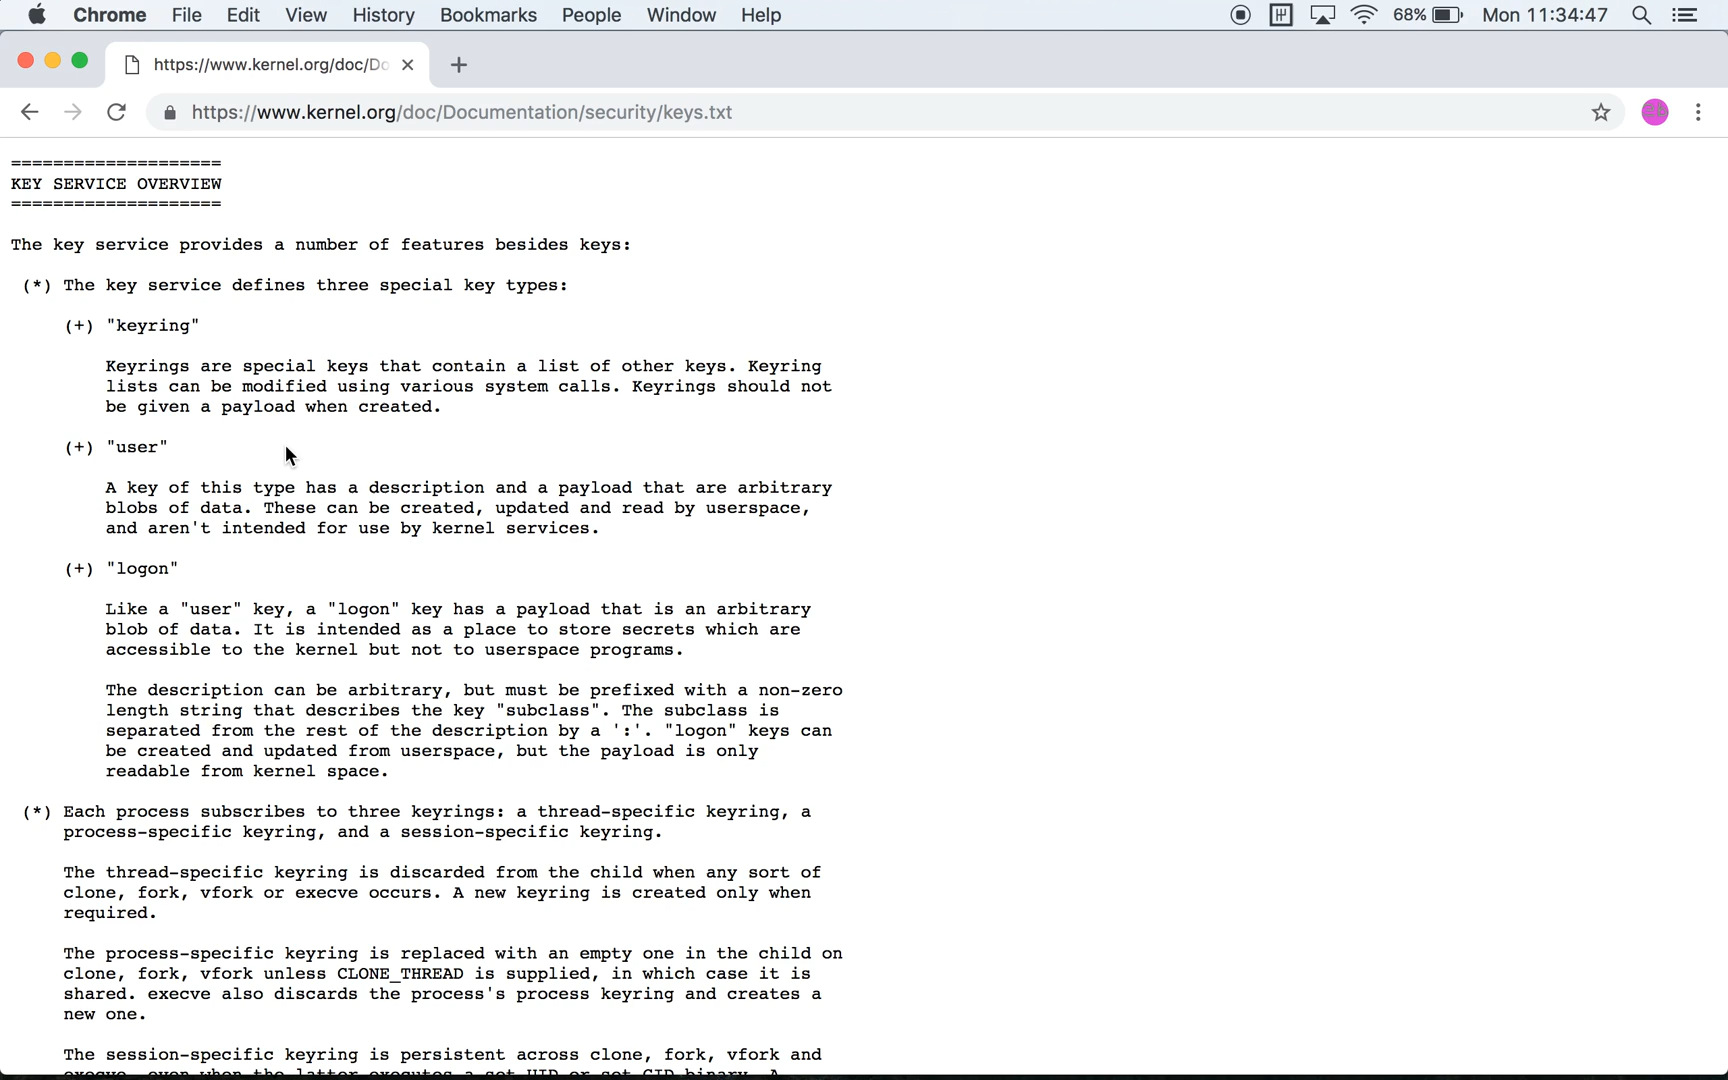 Chrome File Edit View History Bookmarks People Window Help 68% Mon 11:34:47
https://www.kernel.org/doc/Do
https://www.kernel.org/doc/Documentation/security/keys.txt
====================
KEY SERVICE OVERVIEW
====================
The key service provides a number of features besides keys:
(*) The key service defines three special key types:
(+) "keyring"
Keyrings are special keys that contain a list of other keys. Keyring
lists can be modified using various system calls. Keyrings should not
be given a payload when created.
(+) "user"
A key of this type has a description and a payload that are arbitrary
blobs of data. These can be created, updated and read by userspace,
and aren't intended for use by kernel services.
(+) "logon"
Like a "user" key, a "logon" key has a payload that is an arbitrary
blob of data. It is intended as a place to store secrets which are
accessible to the kernel but not to userspace programs.
The description can be arbitrary, but must be prefixed with a non-zero
length string that describes the key "subclass". The subclass is
separated from the rest of the description by a ':'. "logon" keys can
be created and updated from userspace, but the payload is only
readable from kernel space.
(*) Each process subscribes to three keyrings: a thread-specific keyring, a
process-specific keyring, and a session-specific keyring.
The thread-specific keyring is discarded from the child when any sort of
clone, fork, vfork or execve occurs. A new keyring is created only when
required.
The process-specific keyring is replaced with an empty one in the child on
clone, fork, vfork unless CLONE_THREAD is supplied, in which case it is
shared. execve also discards the process's process keyring and creates a
new one.
The session-specific keyring is persistent across clone, fork, vfork and
execve, even when the latter executes a set-UID or set-GID binary. A